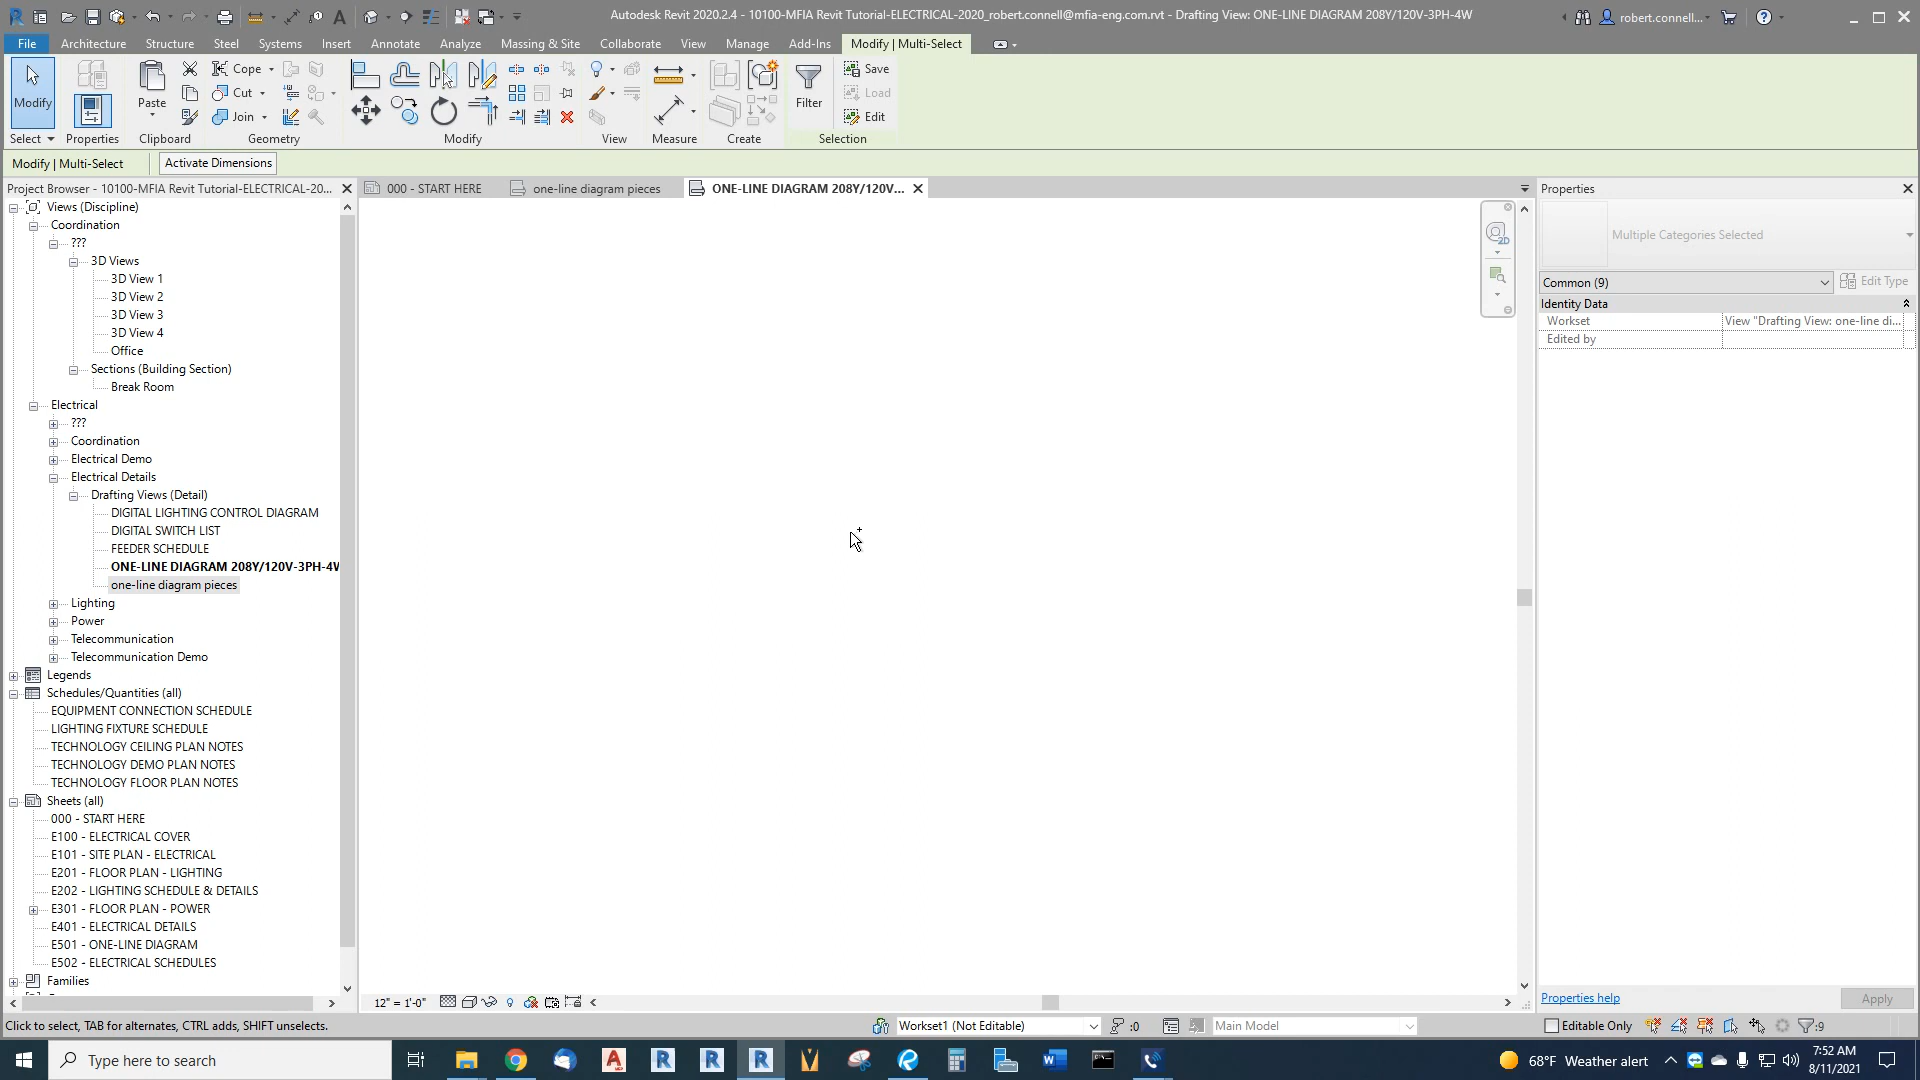 Autodesk Revit 2020.2.4 - 10100-MFIA Revit Tutorial-ELECTRICAL-2020_robert.connell@mfia-eng.com.rvt - Drafting View: ONE-LINE DIAGRAM 208Y/120V-3PH-4W
robert.connell...
File Architecture Structure Steel Systems Insert Annotate Analyze Massing & Site Collaborate View Manage Add-Ins Modify | Multi-Select
Modify
Paste
Cope
Cut
Join
Filter
Save
Load
Edit
Select Properties Clipboard Geometry Modify View Measure Create Selection
Modify | Multi-Select
Activate Dimensions
Project Browser - 10100-MFIA Revit Tutorial-ELECTRICAL-20...
000 - START HERE
one-line diagram pieces
ONE-LINE DIAGRAM 208Y/120V...
Views (Discipline)
Coordination
???
3D Views
3D View 1
3D View 2
3D View 3
3D View 4
Office
Sections (Building Section)
Break Room
Electrical
???
Coordination
Electrical Demo
Electrical Details
Drafting Views (Detail)
DIGITAL LIGHTING CONTROL DIAGRAM
DIGITAL SWITCH LIST
FEEDER SCHEDULE
ONE-LINE DIAGRAM 208Y/120V-3PH-4W
one-line diagram pieces
Lighting
Power
Telecommunication
Telecommunication Demo
Legends
Schedules/Quantities (all)
EQUIPMENT CONNECTION SCHEDULE
LIGHTING FIXTURE SCHEDULE
TECHNOLOGY CEILING PLAN NOTES
TECHNOLOGY DEMO PLAN NOTES
TECHNOLOGY FLOOR PLAN NOTES
Sheets (all)
000 - START HERE
E100 - ELECTRICAL COVER
E101 - SITE PLAN - ELECTRICAL
E201 - FLOOR PLAN - LIGHTING
E202 - LIGHTING SCHEDULE & DETAILS
E301 - FLOOR PLAN - POWER
E401 - ELECTRICAL DETAILS
E501 - ONE-LINE DIAGRAM
E502 - ELECTRICAL SCHEDULES
Families
2D
Properties
Multiple Categories Selected
Common (9)
Edit Type
Identity Data
Workset View "Drafting View: one-line di...
Edited by
Properties help
Apply
12" = 1'-0"
Click to select, TAB for alternates, CTRL adds, SHIFT unselects.
Workset1 (Not Editable)
:0
Main Model
Editable Only
:9
Type here to search
68°F Weather alert
7:52 AM
8/11/2021